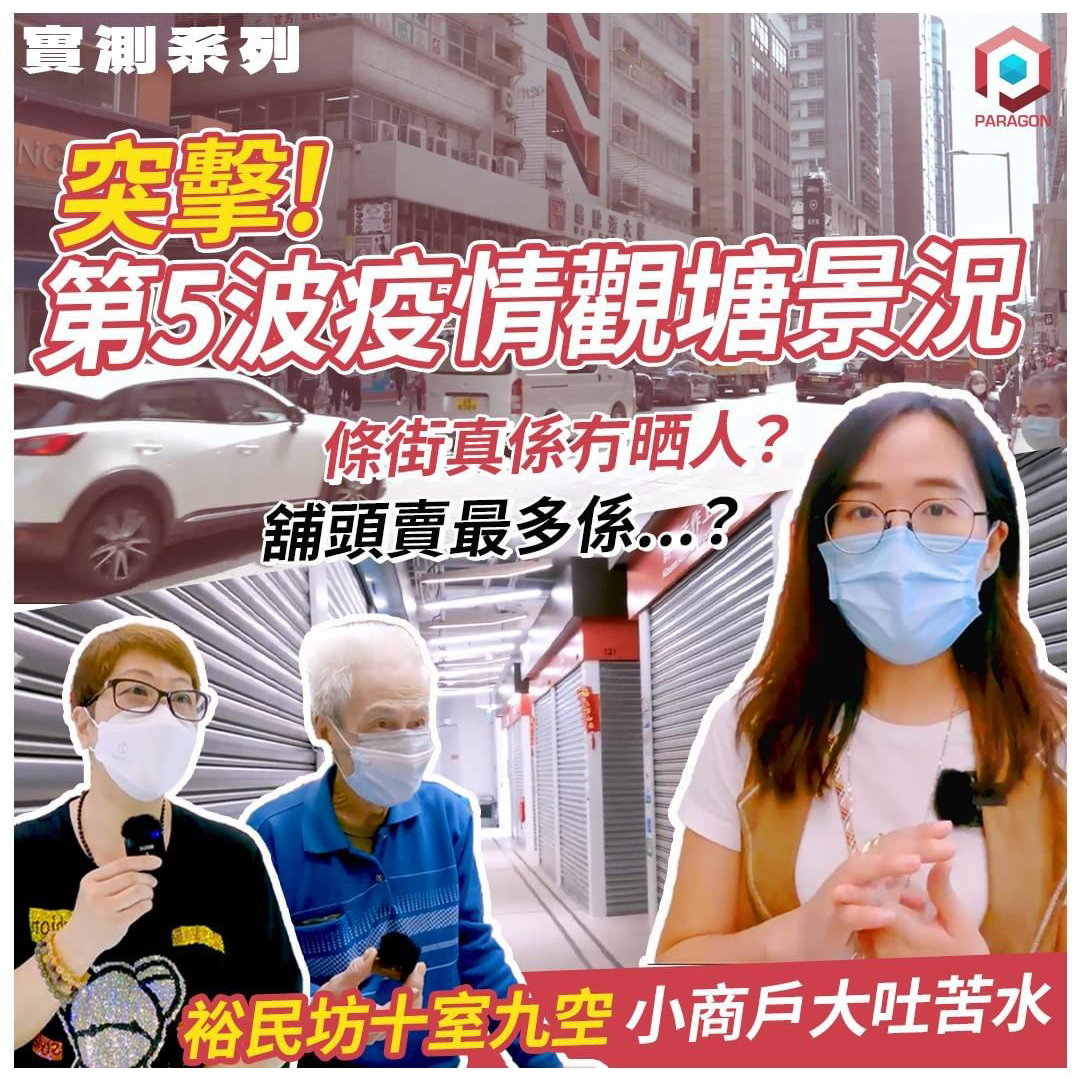 實測系列
PARAGON
突擊!
第5波疫情觀塘景況
條街真係冇晒人?
舖頭賣最多係...?
121
裕民坊十室九空 小商戶大吐苦水